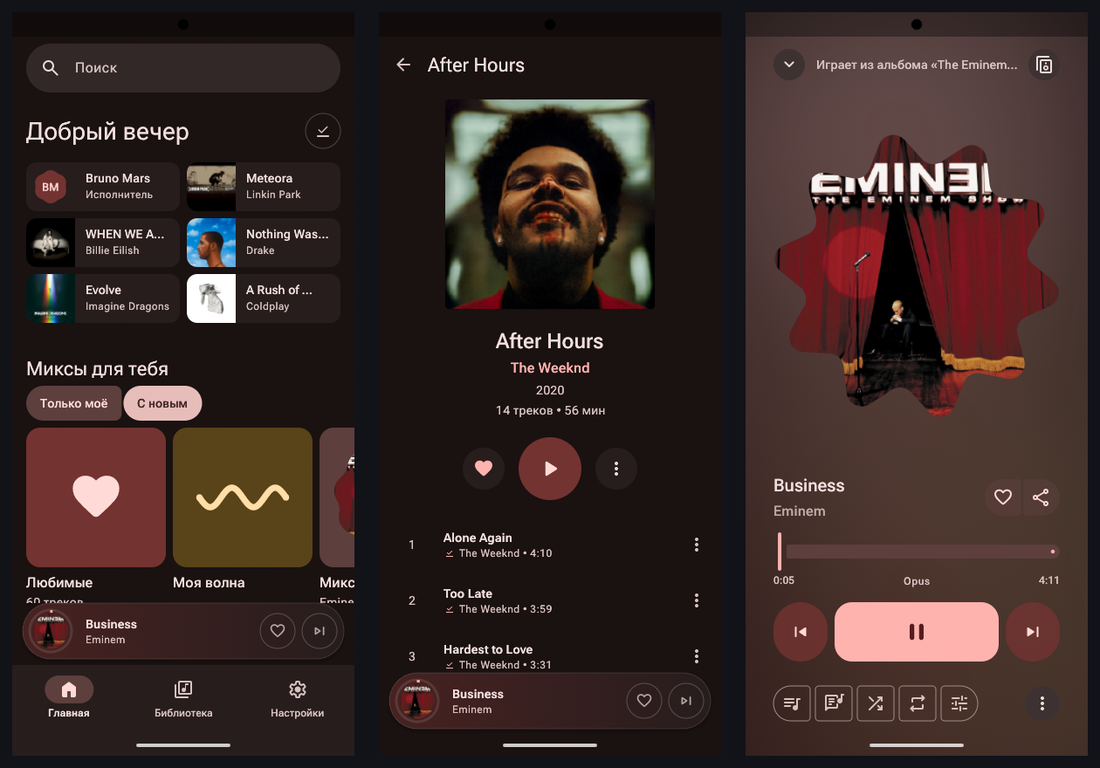 Поиск
Добрый вечер
BM
Bruno Mars
Исполнитель
Meteora
Linkin Park
WHEN WE A...
Billie Eilish
Nothing Was...
Drake
Evolve
Imagine Dragons
A Rush of ...
Coldplay
Миксы для тебя
Только моё
С новым
Любимые
60 треков
Моя волна
Микс
Emine
Business
Eminem
Главная
Библиотека
Настройки
After Hours
After Hours
The Weeknd
2020
14 треков • 56 мин
1
Alone Again
The Weeknd • 4:10
2
Too Late
The Weeknd • 3:59
3
Hardest to Love
The Weeknd • 3:31
Business
Eminem
Играет из альбома «The Eminem...
EMINEM
THE EMINEM SHOW
Business
Eminem
0:05
Opus
4:11